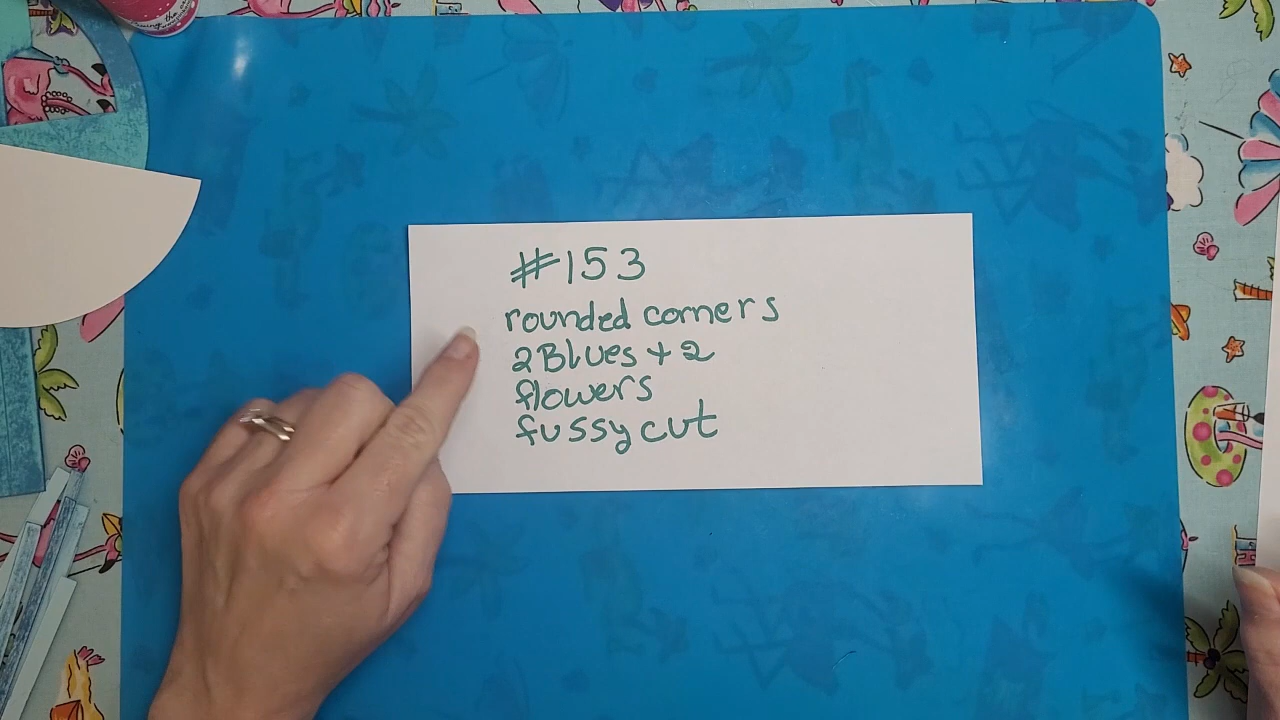 #153
rounded corners
2Blues + 2
flowers
fussy cut